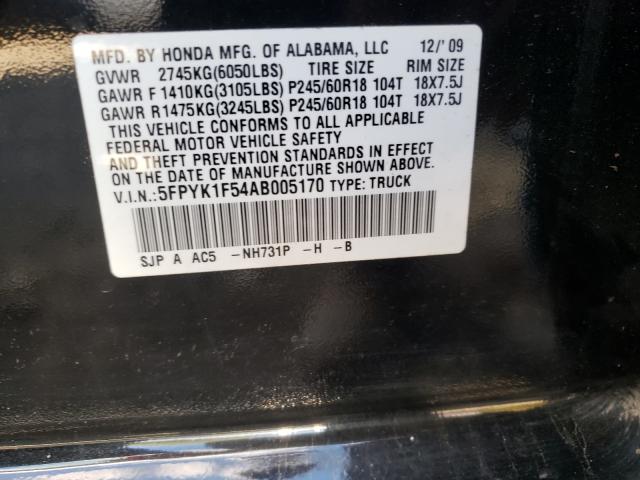 MFD. BY HONDA MFG. OF ALABAMA, LLC 12/'09
GVWR 2745KG(6050LBS) TIRE SIZE RIM SIZE
GAWR F 1410KG(3105LBS) P245/60R18 104T 18X7.5J
GAWR R1475KG(3245LBS) P245/60R18 104T 18X7.5J
THIS VEHICLE CONFORMS TO ALL APPLICABLE
FEDERAL MOTOR VEHICLE SAFETY
AND THEFT PREVENTION STANDARDS IN EFFECT
ON THE DATE OF MANUFACTURE SHOWN ABOVE.
V.I.N.:5FPYK1F54AB005170 TYPE: TRUCK
SJP A AC5 -NH731P -H -B